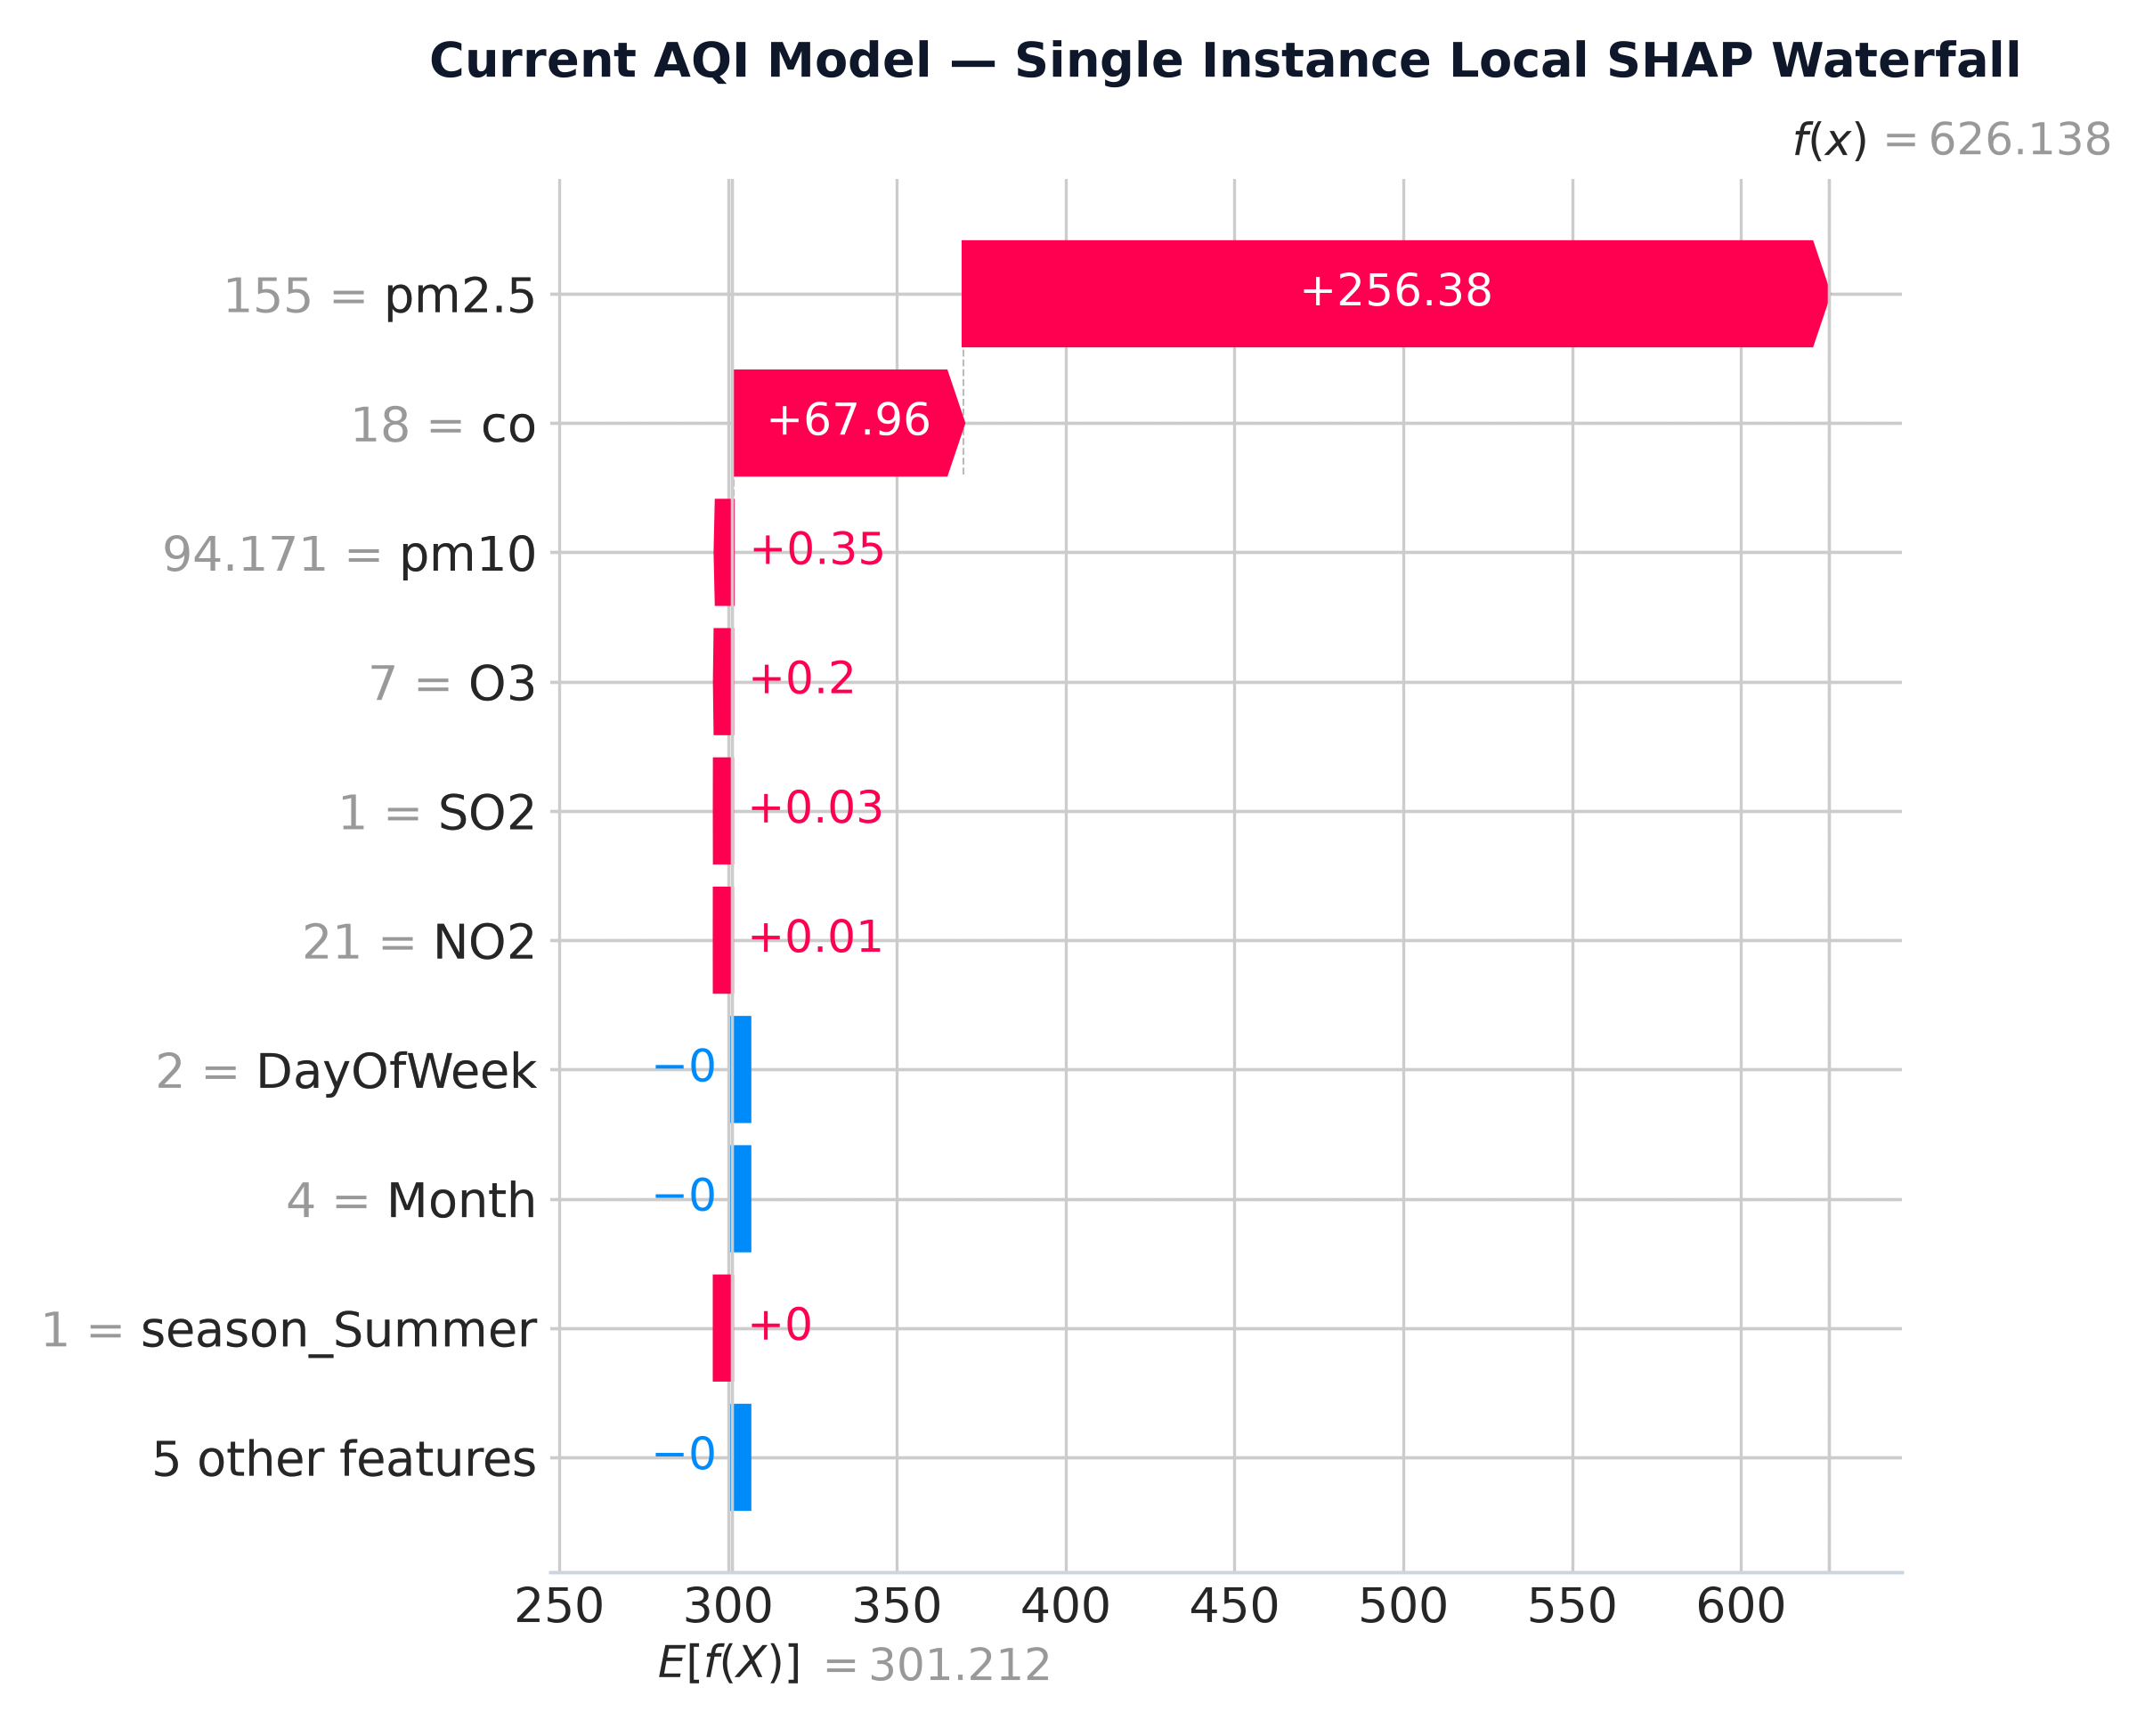 Current AQI Model — Single Instance Local SHAP Waterfall
f(x) = 626.138
155 = pm2.5
+256.38
18 = co
+67.96
94.171 = pm10
+0.35
7 = O3
+0.2
1 = SO2
+0.03
21 = NO2
+0.01
2 = DayOfWeek
−0
4 = Month
−0
1 = season_Summer
+0
5 other features
−0
250 300 350 400 450 500 550 600
E[f(X)] = 301.212